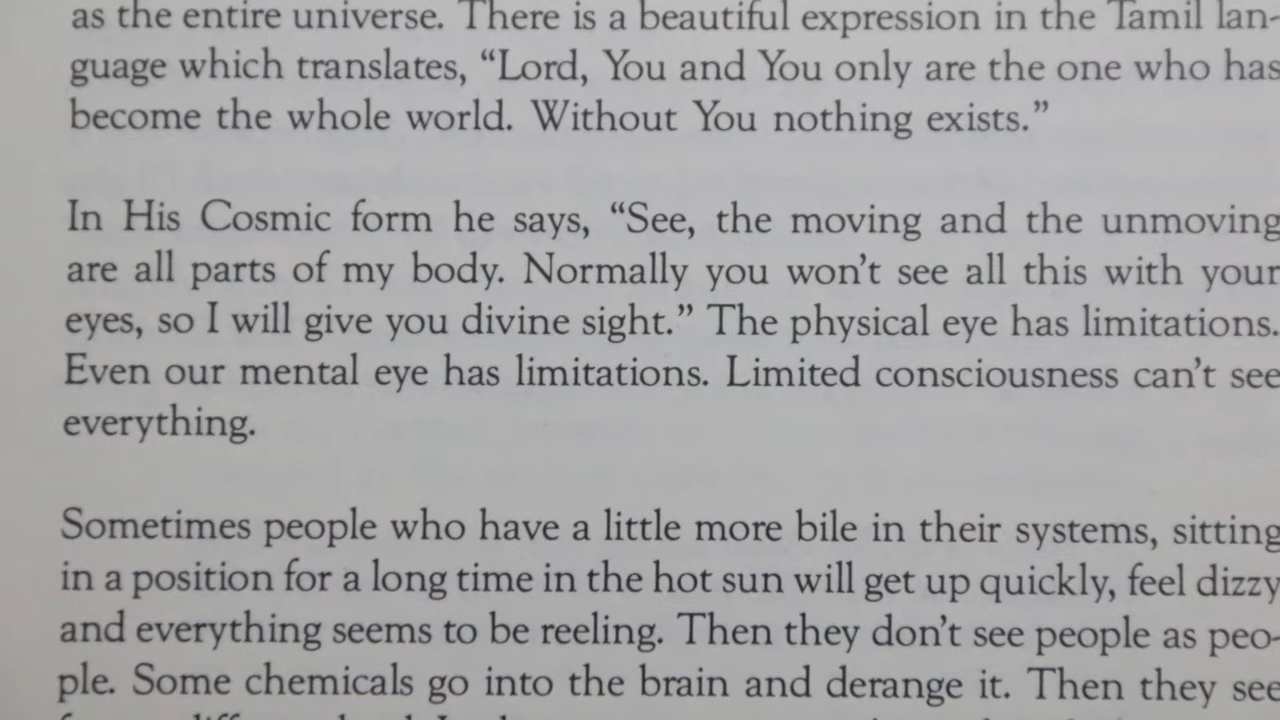 as the entire universe. There is a beautiful expression in the Tamil lan-
guage which translates, “Lord, You and You only are the one who has
become the whole world. Without You nothing exists.”
In His Cosmic form he says, “See, the moving and the unmoving
are all parts of my body. Normally you won’t see all this with your
eyes, so I will give you divine sight.” The physical eye has limitations.
Even our mental eye has limitations. Limited consciousness can’t see
everything.
Sometimes people who have a little more bile in their systems, sitting
in a position for a long time in the hot sun will get up quickly, feel dizzy
and everything seems to be reeling. Then they don’t see people as peo-
ple. Some chemicals go into the brain and derange it. Then they see